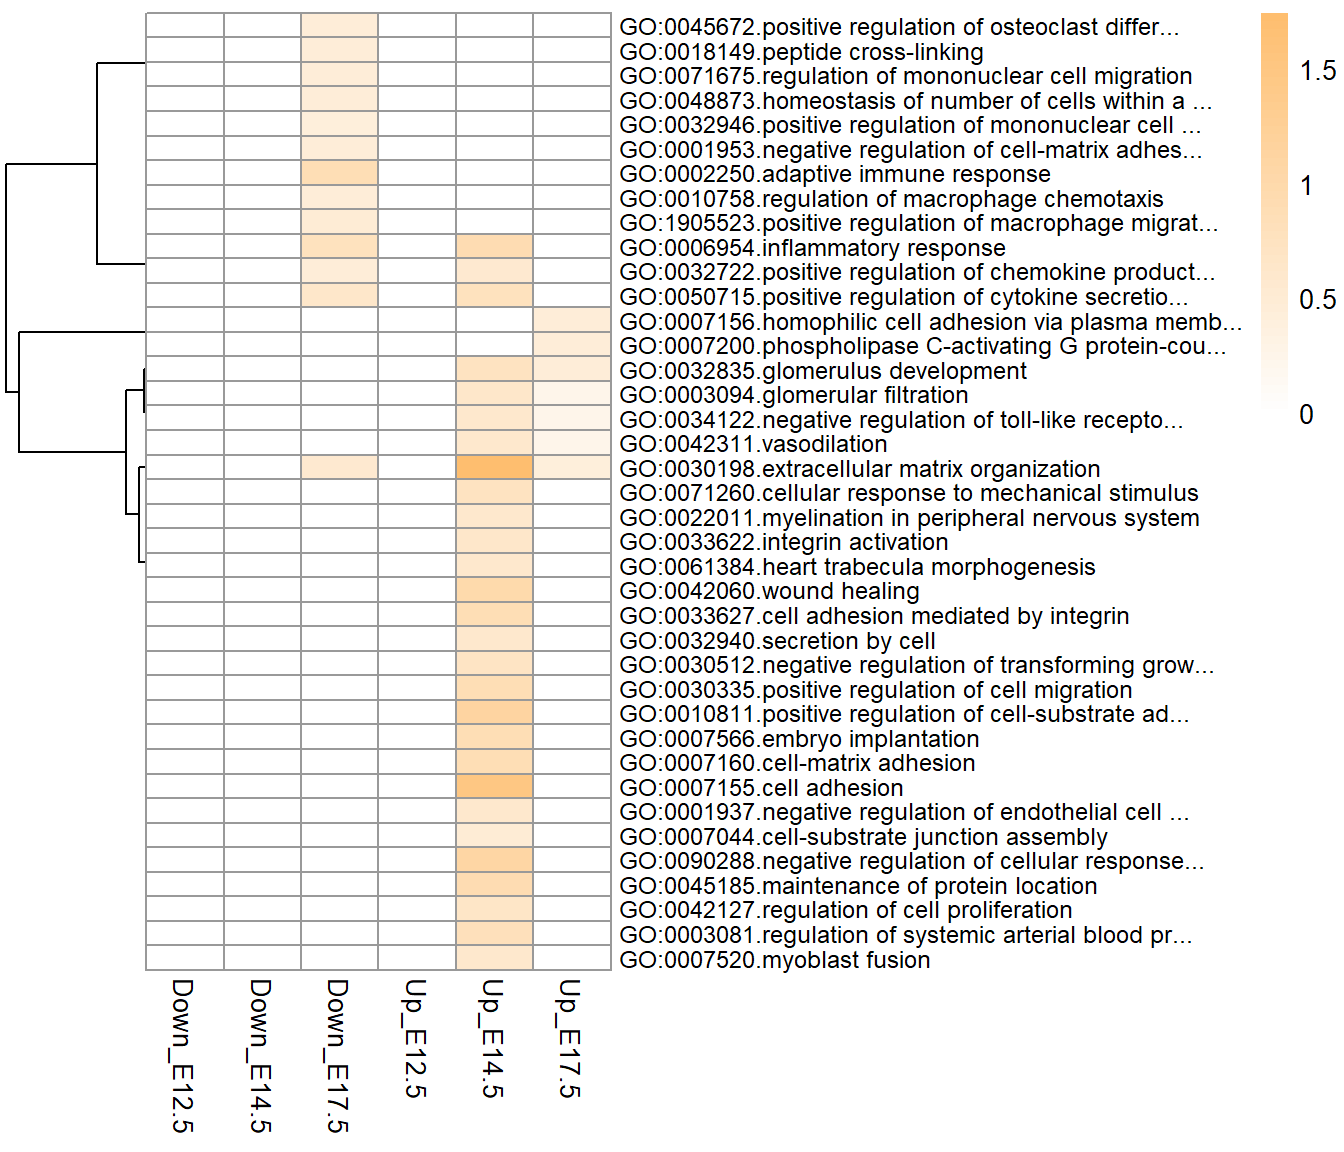 GO:0045672.positive regulation of osteoclast differ...
GO:0018149.peptide cross-linking
GO:0071675.regulation of mononuclear cell migration
GO:0048873.homeostasis of number of cells within a ...
GO:0032946.positive regulation of mononuclear cell ...
GO:0001953.negative regulation of cell-matrix adhes...
GO:0002250.adaptive immune response
GO:0010758.regulation of macrophage chemotaxis
GO:1905523.positive regulation of macrophage migrat...
GO:0006954.inflammatory response
GO:0032722.positive regulation of chemokine product...
GO:0050715.positive regulation of cytokine secretio...
GO:0007156.homophilic cell adhesion via plasma memb...
GO:0007200.phospholipase C-activating G protein-cou...
GO:0032835.glomerulus development
GO:0003094.glomerular filtration
GO:0034122.negative regulation of toll-like recepto...
GO:0042311.vasodilation
GO:0030198.extracellular matrix organization
GO:0071260.cellular response to mechanical stimulus
GO:0022011.myelination in peripheral nervous system
GO:0033622.integrin activation
GO:0061384.heart trabecula morphogenesis
GO:0042060.wound healing
GO:0033627.cell adhesion mediated by integrin
GO:0032940.secretion by cell
GO:0030512.negative regulation of transforming grow...
GO:0030335.positive regulation of cell migration
GO:0010811.positive regulation of cell-substrate ad...
GO:0007566.embryo implantation
GO:0007160.cell-matrix adhesion
GO:0007155.cell adhesion
GO:0001937.negative regulation of endothelial cell ...
GO:0007044.cell-substrate junction assembly
GO:0090288.negative regulation of cellular response...
GO:0045185.maintenance of protein location
GO:0042127.regulation of cell proliferation
GO:0003081.regulation of systemic arterial blood pr...
GO:0007520.myoblast fusion
1.5
1
0.5
0
Down_E12.5
Down_E14.5
Down_E17.5
Up_E12.5
Up_E14.5
Up_E17.5